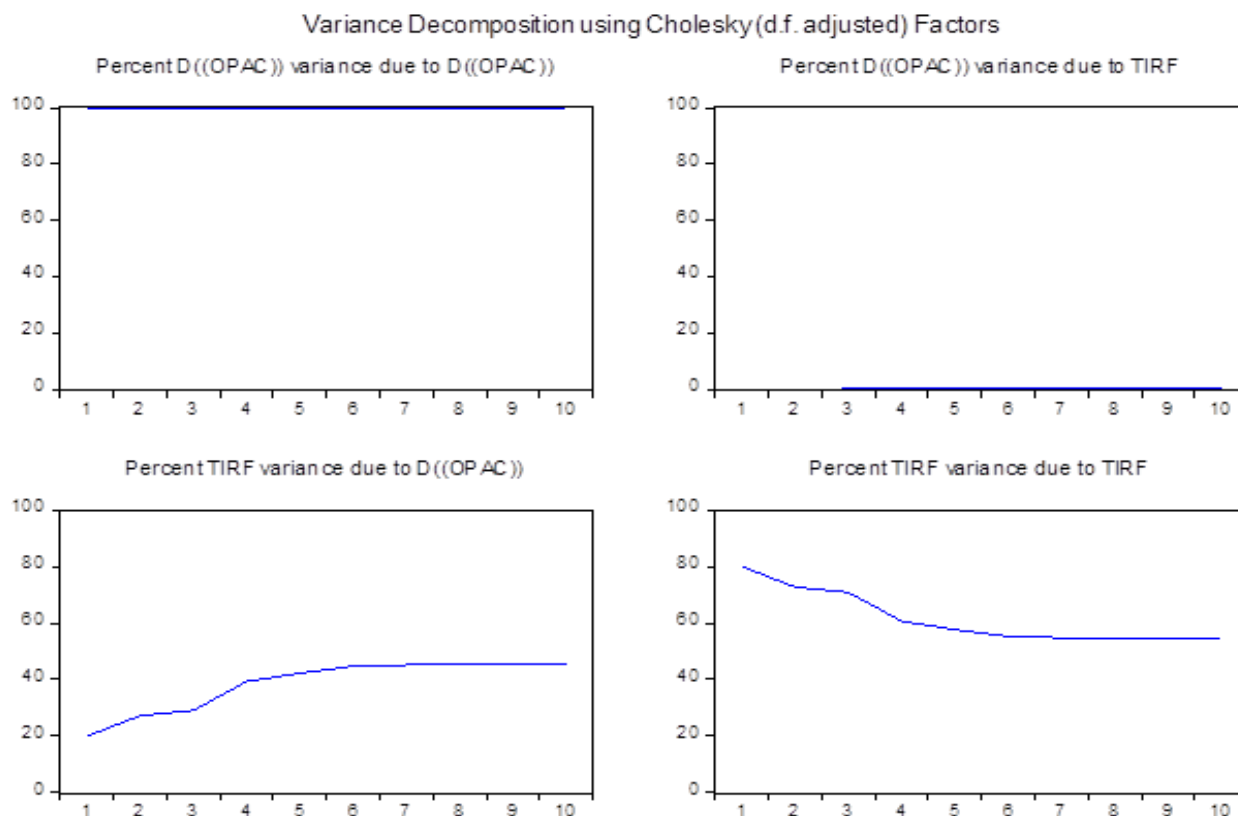 Variance Decomposition using Cholesky (d.f. adjusted) Factors
Percent D((OPAC)) variance due to D((OPAC))
100
80
60
40
20
0
1 2 3 4 5 6 7 8 9 10
Percent D((OPAC)) variance due to TIRF
100
80
60
40
20
0
1 2 3 4 5 6 7 8 9 10
Percent TIRF variance due to D((OPAC))
100
80
60
40
20
0
1 2 3 4 5 6 7 8 9 10
Percent TIRF variance due to TIRF
100
80
60
40
20
0
1 2 3 4 5 6 7 8 9 10